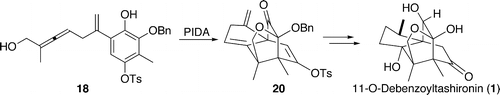 OH
OBn
HO
OTs
18
PIDA
O
O
OBn
OTs
20
H
OH
O
OH
HO
O
11-O-Debenzoyltashironin (1)